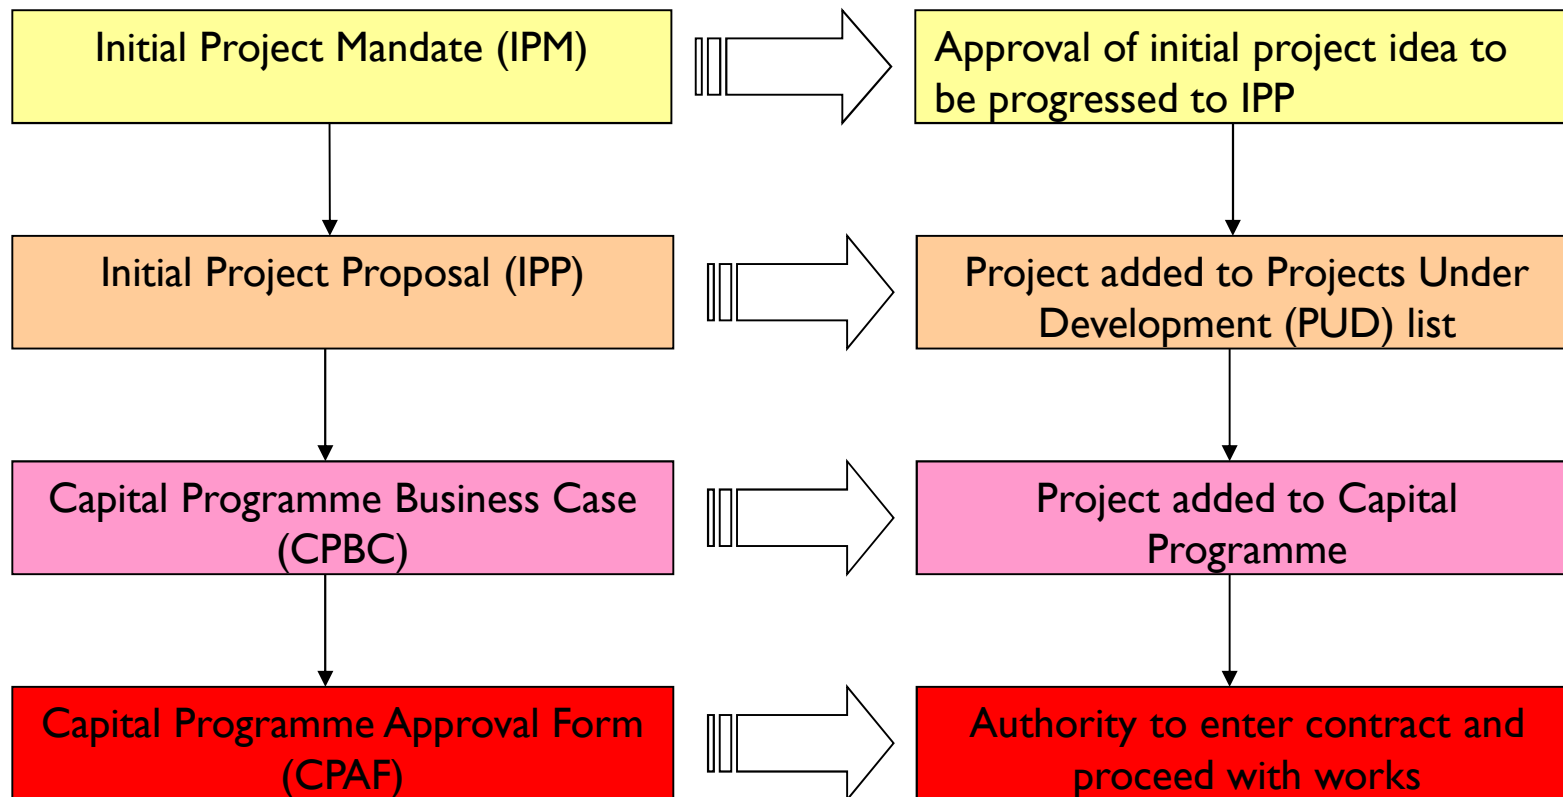 Initial Project Mandate (IPM)
Approval of initial project idea to
be progressed to IPP
Initial Project Proposal (IPP)
Project added to Projects Under
Development (PUD) list
Capital Programme Business Case
(CPBC)
Project added to Capital
Programme
Capital Programme Approval Form
(CPAF)
Authority to enter contract and
proceed with works